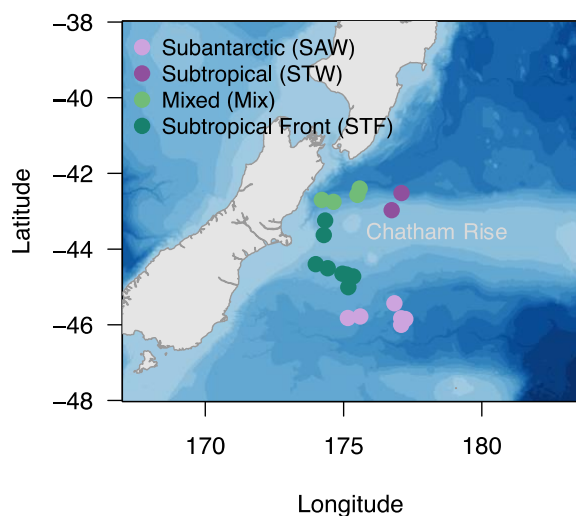 −38
−40
−42
−44
−46
−48
Latitude
Subantarctic (SAW)
Subtropical (STW)
Mixed (Mix)
Subtropical Front (STF)
Chatham Rise
170 175 180
Longitude